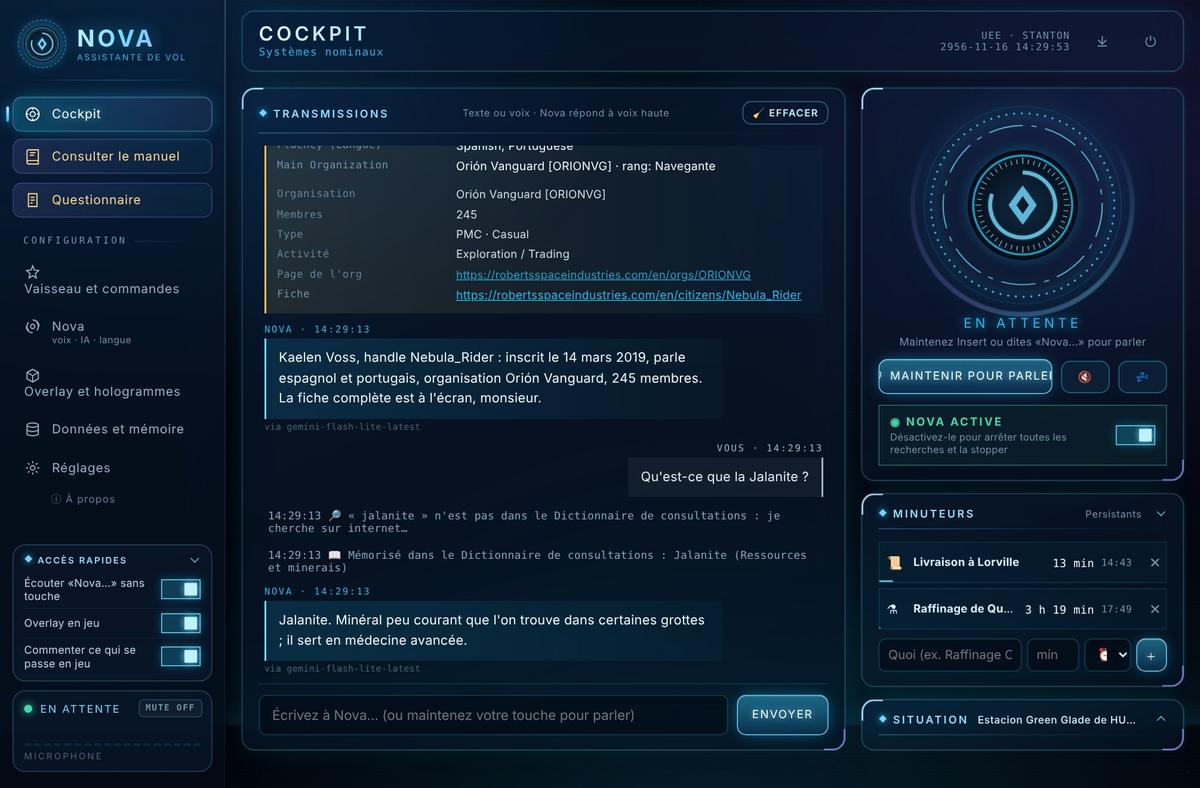 NOVA
ASSISTANTE DE VOL
Cockpit
Consulter le manuel
Questionnaire
CONFIGURATION
Vaisseau et commandes
Nova
voix · IA · langue
Overlay et hologrammes
Données et mémoire
Réglages
À propos
ACCÈS RAPIDES
Écouter «Nova...» sans
touche
Overlay en jeu
Commenter ce qui se
passe en jeu
EN ATTENTE
MUTE OFF
MICROPHONE
COCKPIT
Systèmes nominaux
UEE · STANTON
2956-11-16 14:29:53
TRANSMISSIONS
Texte ou voix · Nova répond à voix haute
EFFACER
Fluency (Langue) Spanish, Portuguese
Main Organization Orión Vanguard [ORIONVG] · rang: Navegante
Organisation Orión Vanguard [ORIONVG]
Membres 245
Type PMC · Casual
Activité Exploration / Trading
Page de l'org https://robertsspaceindustries.com/en/orgs/ORIONVG
Fiche https://robertsspaceindustries.com/en/citizens/Nebula_Rider
NOVA · 14:29:13
Kaelen Voss, handle Nebula_Rider : inscrit le 14 mars 2019, parle
espagnol et portugais, organisation Orión Vanguard, 245 membres.
La fiche complète est à l'écran, monsieur.
via gemini-flash-lite-latest
VOUS · 14:29:13
Qu'est-ce que la Jalanite ?
14:29:13 🔎 « jalanite » n'est pas dans le Dictionnaire de consultations : je
cherche sur internet…
14:29:13 📖 Mémorisé dans le Dictionnaire de consultations : Jalanite (Ressources
et minerais)
NOVA · 14:29:13
Jalanite. Minéral peu courant que l'on trouve dans certaines grottes
; il sert en médecine avancée.
via gemini-flash-lite-latest
Écrivez à Nova... (ou maintenez votre touche pour parler)
ENVOYER
EN ATTENTE
Maintenez Insert ou dites «Nova...» pour parler
MAINTENIR POUR PARLER
NOVA ACTIVE
Désactivez-le pour arrêter toutes les
recherches et la stopper
MINUTEURS
Persistants
Livraison à Lorville 13 min 14:43
Raffinage de Qu... 3 h 19 min 17:49
Quoi (ex. Raffinage C
min
+
SITUATION
Estacion Green Glade de HU...